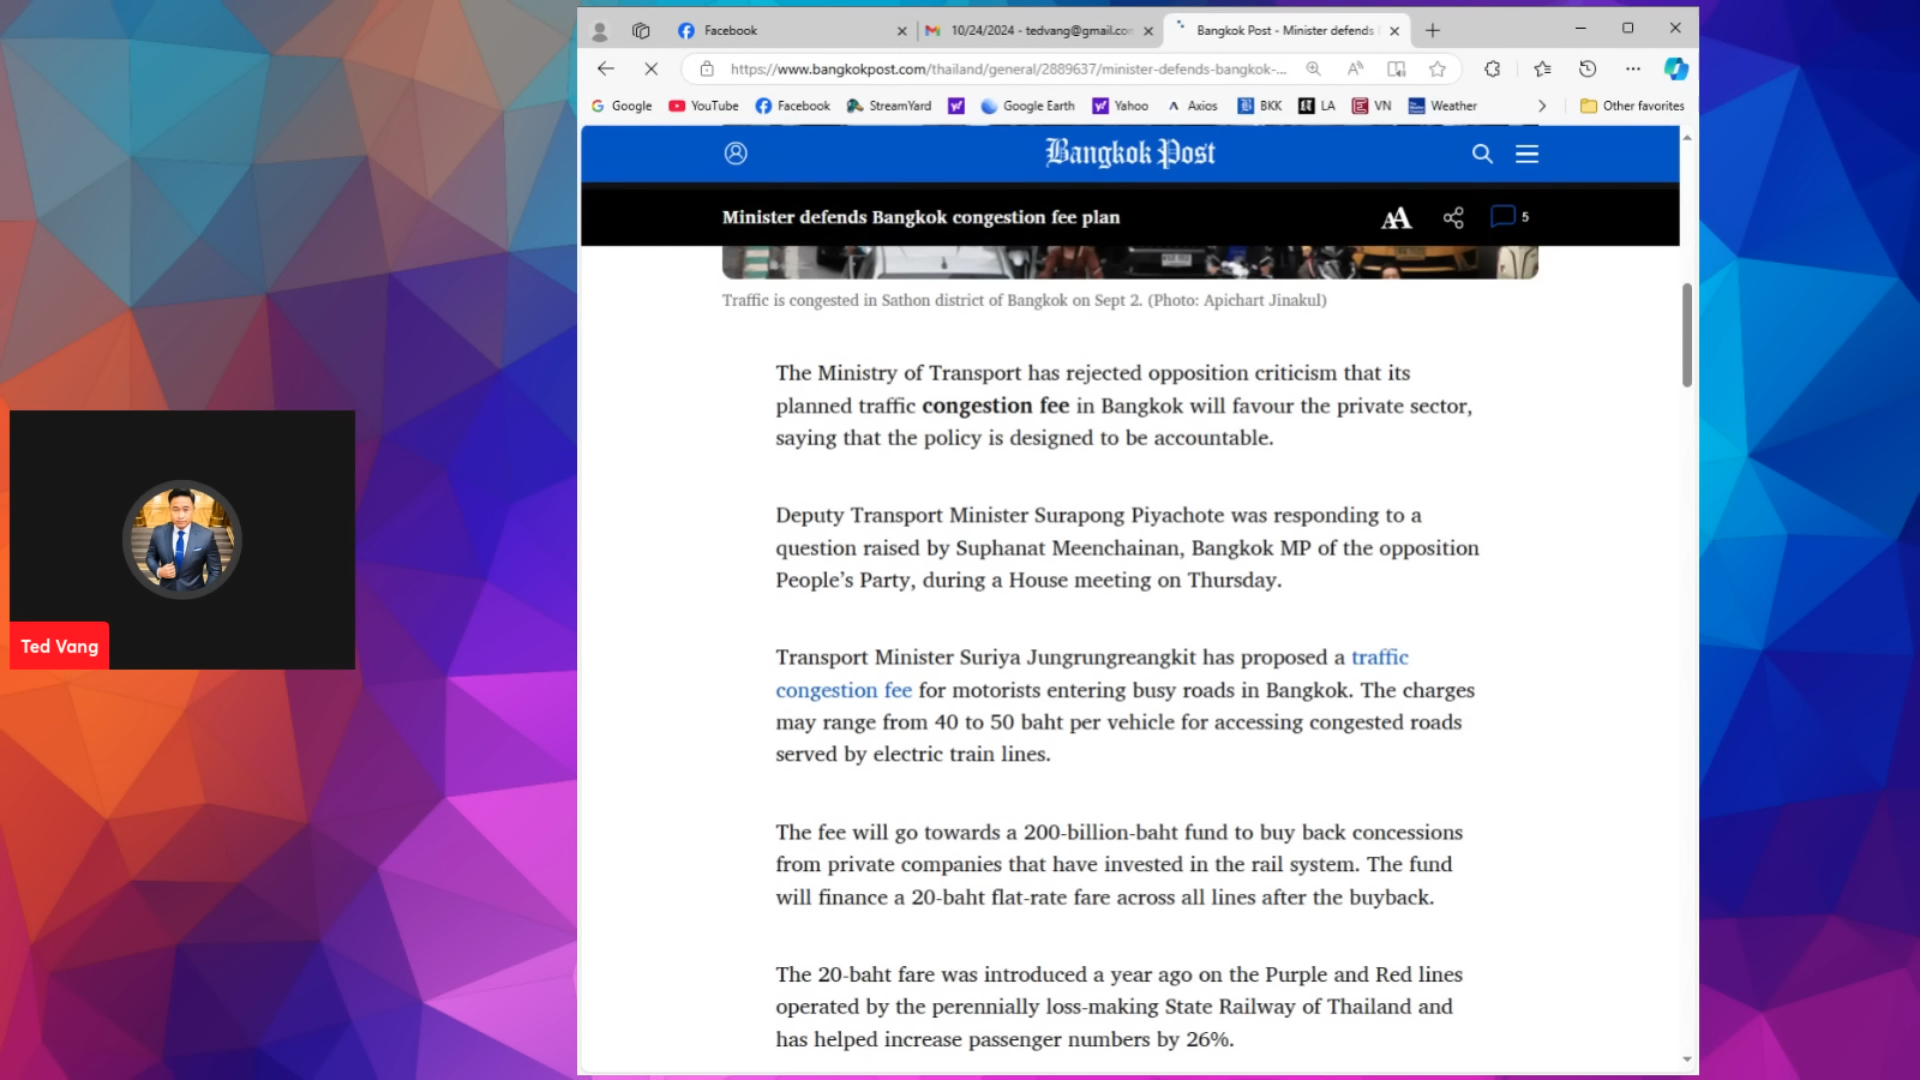 Facebook
10/24/2024 - tedvang@gmail.co
Bangkok Post - Minister defends
https://www.bangkokpost.com/thailand/general/2889637/minister-defends-bangkok-...
Google
YouTube
Facebook
StreamYard
Google Earth
Yahoo
Axios
BKK
LA
VN
Weather
Other favorites
Bangkok Post
Minister defends Bangkok congestion fee plan
AA
5
Traffic is congested in Sathon district of Bangkok on Sept 2. (Photo: Apichart Jinakul)
The Ministry of Transport has rejected opposition criticism that its
planned traffic congestion fee in Bangkok will favour the private sector,
saying that the policy is designed to be accountable.
Deputy Transport Minister Surapong Piyachote was responding to a
question raised by Suphanat Meenchainan, Bangkok MP of the opposition
People’s Party, during a House meeting on Thursday.
Transport Minister Suriya Jungrungreangkit has proposed a traffic
congestion fee for motorists entering busy roads in Bangkok. The charges
may range from 40 to 50 baht per vehicle for accessing congested roads
served by electric train lines.
The fee will go towards a 200-billion-baht fund to buy back concessions
from private companies that have invested in the rail system. The fund
will finance a 20-baht flat-rate fare across all lines after the buyback.
The 20-baht fare was introduced a year ago on the Purple and Red lines
operated by the perennially loss-making State Railway of Thailand and
has helped increase passenger numbers by 26%.
Ted Vang